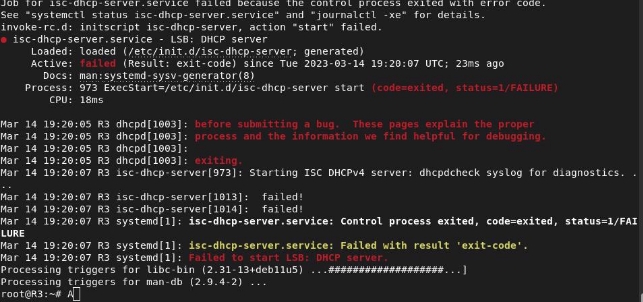 Job for isc-dhcp-server.service failed because the control process exited with error code.
See "systemctl status isc-dhcp-server.service" and "journalctl -xe" for details.
invoke-rc.d: initscript isc-dhcp-server, action "start" failed.
● isc-dhcp-server.service - LSB: DHCP server
Loaded: loaded (/etc/init.d/isc-dhcp-server; generated)
Active: failed (Result: exit-code) since Tue 2023-03-14 19:20:07 UTC; 23ms ago
Docs: man:systemd-sysv-generator(8)
Process: 973 ExecStart=/etc/init.d/isc-dhcp-server start (code=exited, status=1/FAILURE)
CPU: 18ms
Mar 14 19:20:05 R3 dhcpd[1003]: before submitting a bug.  These pages explain the proper
Mar 14 19:20:05 R3 dhcpd[1003]: process and the information we find helpful for debugging.
Mar 14 19:20:05 R3 dhcpd[1003]:
Mar 14 19:20:05 R3 dhcpd[1003]: exiting.
Mar 14 19:20:07 R3 isc-dhcp-server[973]: Starting ISC DHCPv4 server: dhcpdcheck syslog for diagnostics. .
..
Mar 14 19:20:07 R3 isc-dhcp-server[1013]:  failed!
Mar 14 19:20:07 R3 isc-dhcp-server[1014]:  failed!
Mar 14 19:20:07 R3 systemd[1]: isc-dhcp-server.service: Control process exited, code=exited, status=1/FAI
LURE
Mar 14 19:20:07 R3 systemd[1]: isc-dhcp-server.service: Failed with result 'exit-code'.
Mar 14 19:20:07 R3 systemd[1]: Failed to start LSB: DHCP server.
Processing triggers for libc-bin (2.31-13+deb11u5) ...###################...]
Processing triggers for man-db (2.9.4-2) ...
root@R3:~# A